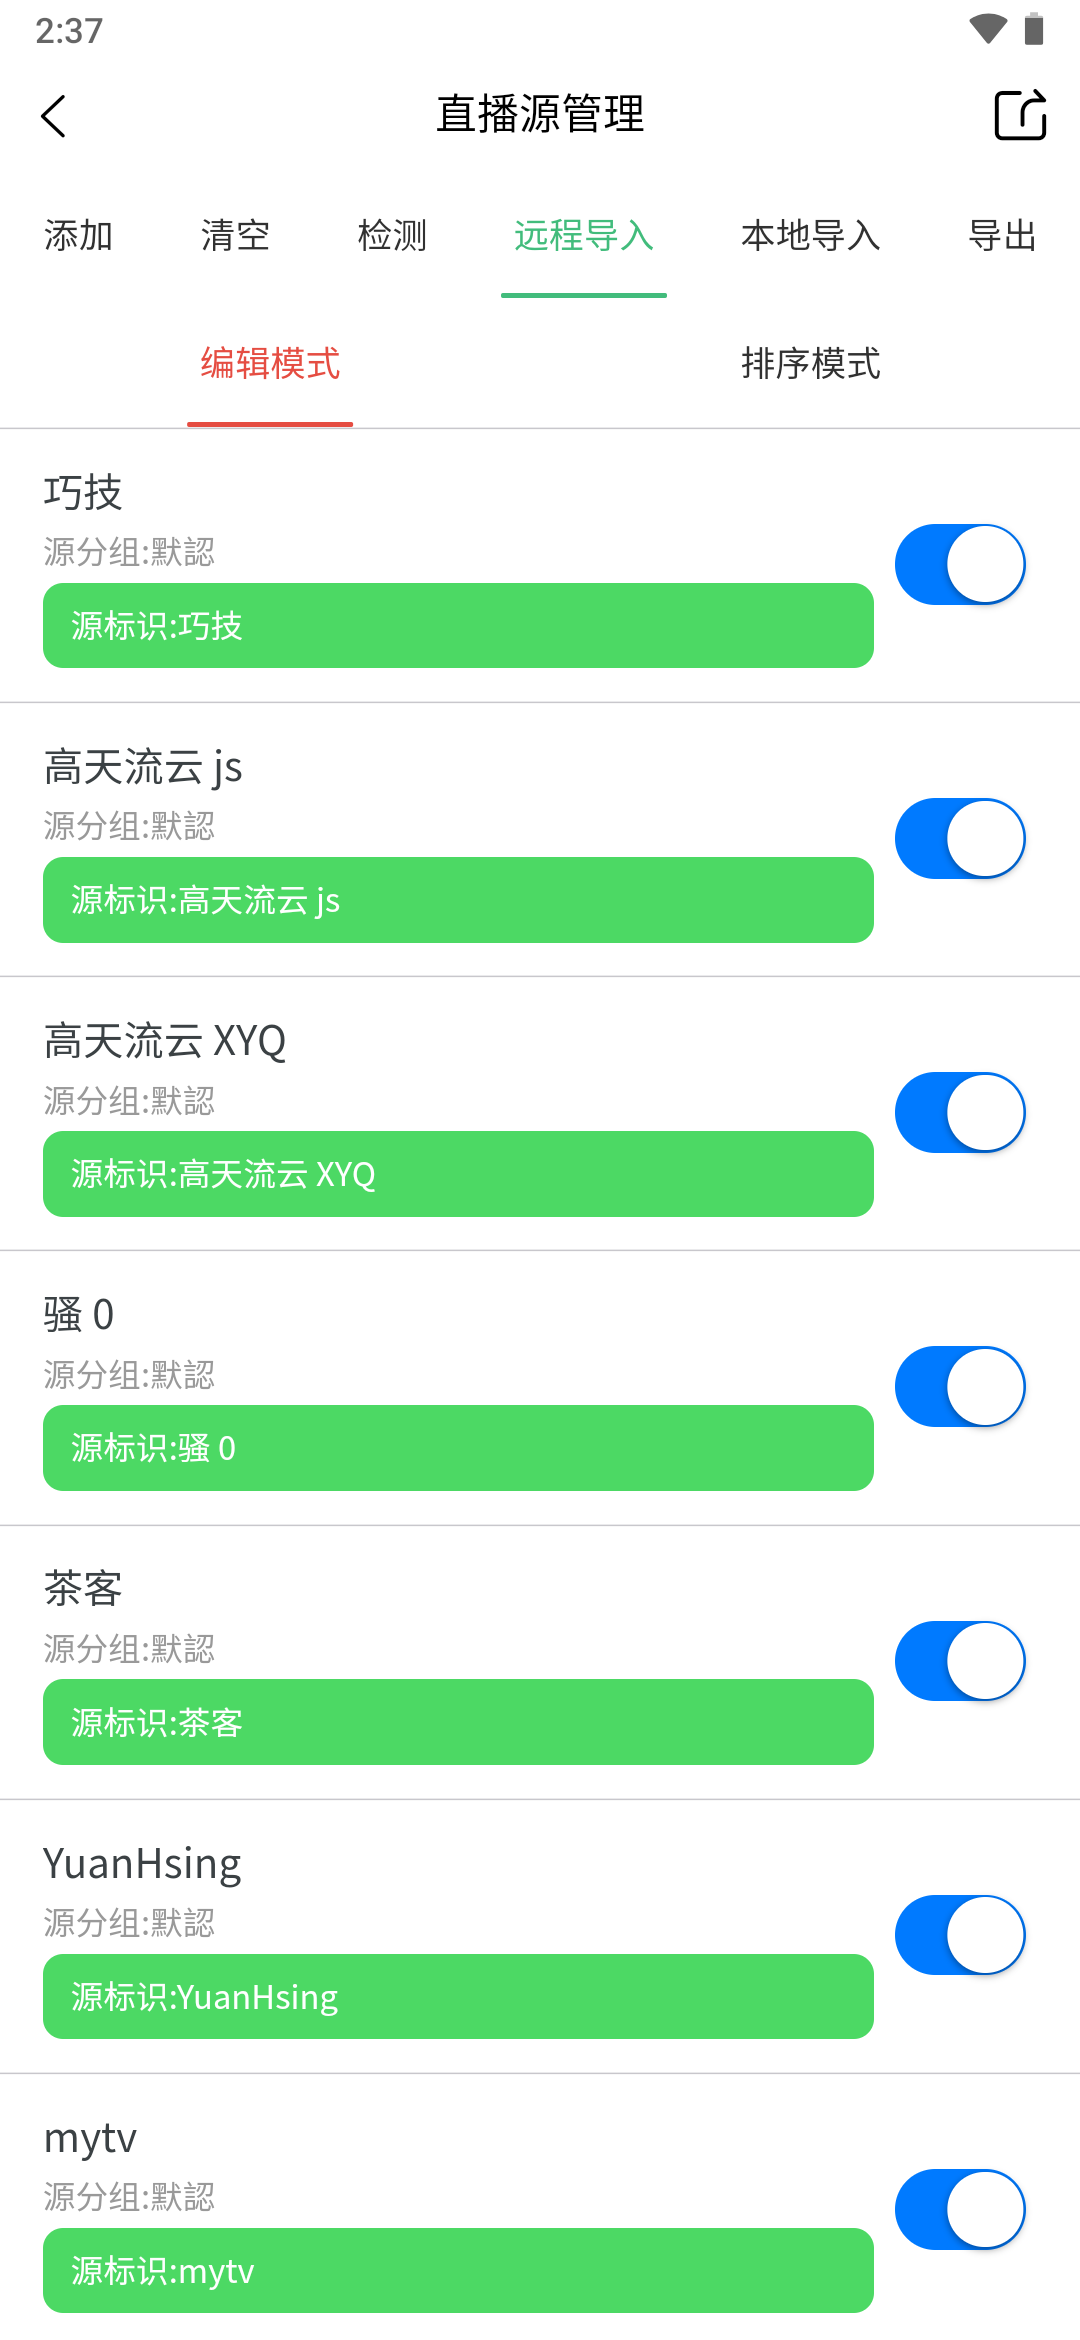 2:37
直播源管理
添加 清空 检测 远程导入 本地导入 导出
编辑模式 排序模式
巧技
源分组:默認
源标识:巧技
高天流云 js
源分组:默認
源标识:高天流云 js
高天流云 XYQ
源分组:默認
源标识:高天流云 XYQ
骚 0
源分组:默認
源标识:骚 0
茶客
源分组:默認
源标识:茶客
YuanHsing
源分组:默認
源标识:YuanHsing
mytv
源分组:默認
源标识:mytv